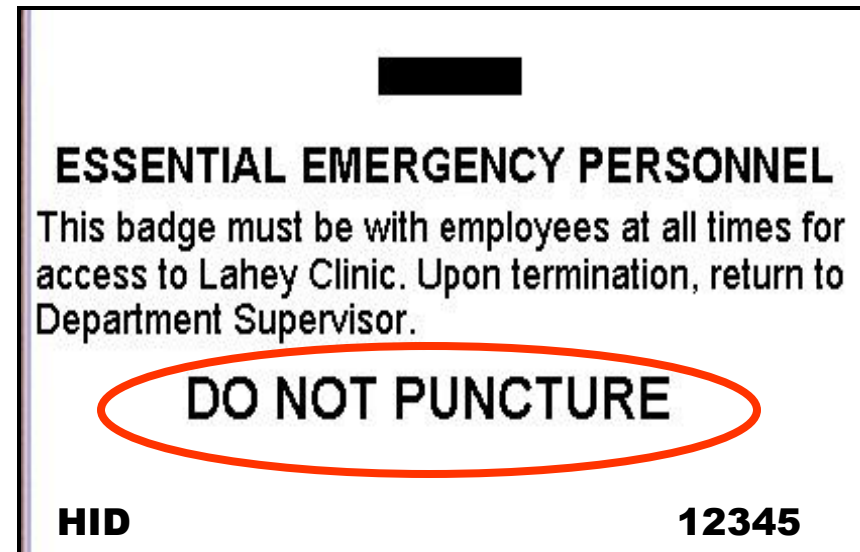 ESSENTIAL EMERGENCY PERSONNEL
This badge must be with employees at all times for
access to Lahey Clinic. Upon termination, return to
Department Supervisor.
DO NOT PUNCTURE
HID 12345